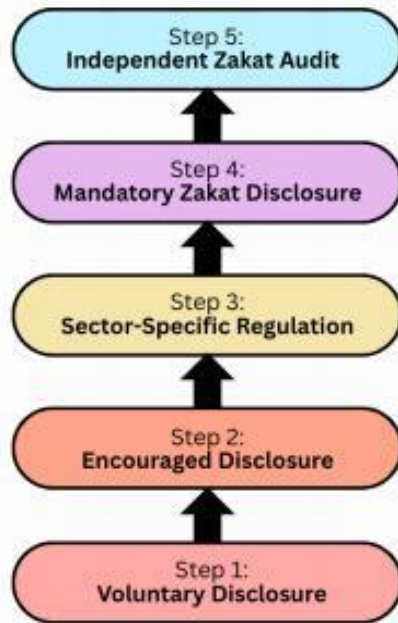 Step 5:
Independent Zakat Audit
Step 4:
Mandatory Zakat Disclosure
Step 3:
Sector-Specific Regulation
Step 2:
Encouraged Disclosure
Step 1:
Voluntary Disclosure